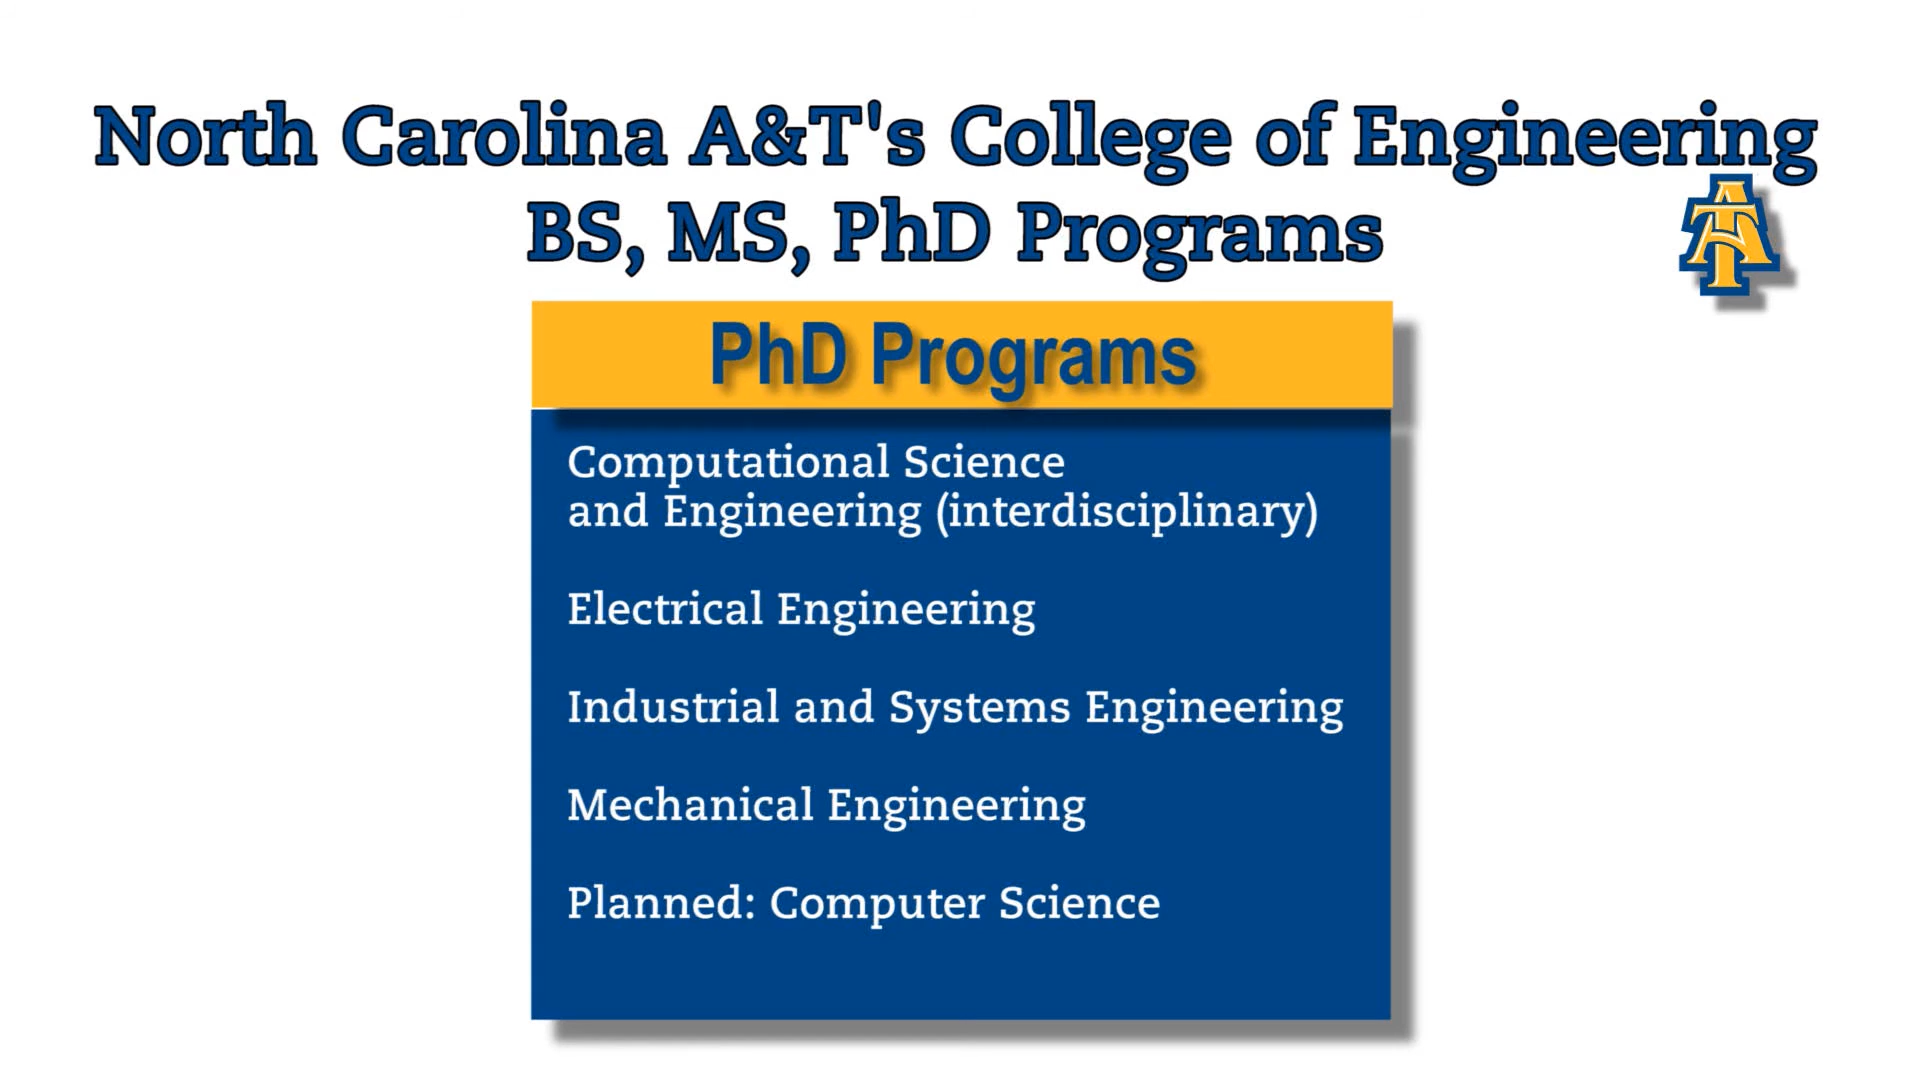 North Carolina A&T's College of Engineering
BS, MS, PhD Programs
AT
PhD Programs
Computational Science
and Engineering (interdisciplinary)
Electrical Engineering
Industrial and Systems Engineering
Mechanical Engineering
Planned: Computer Science